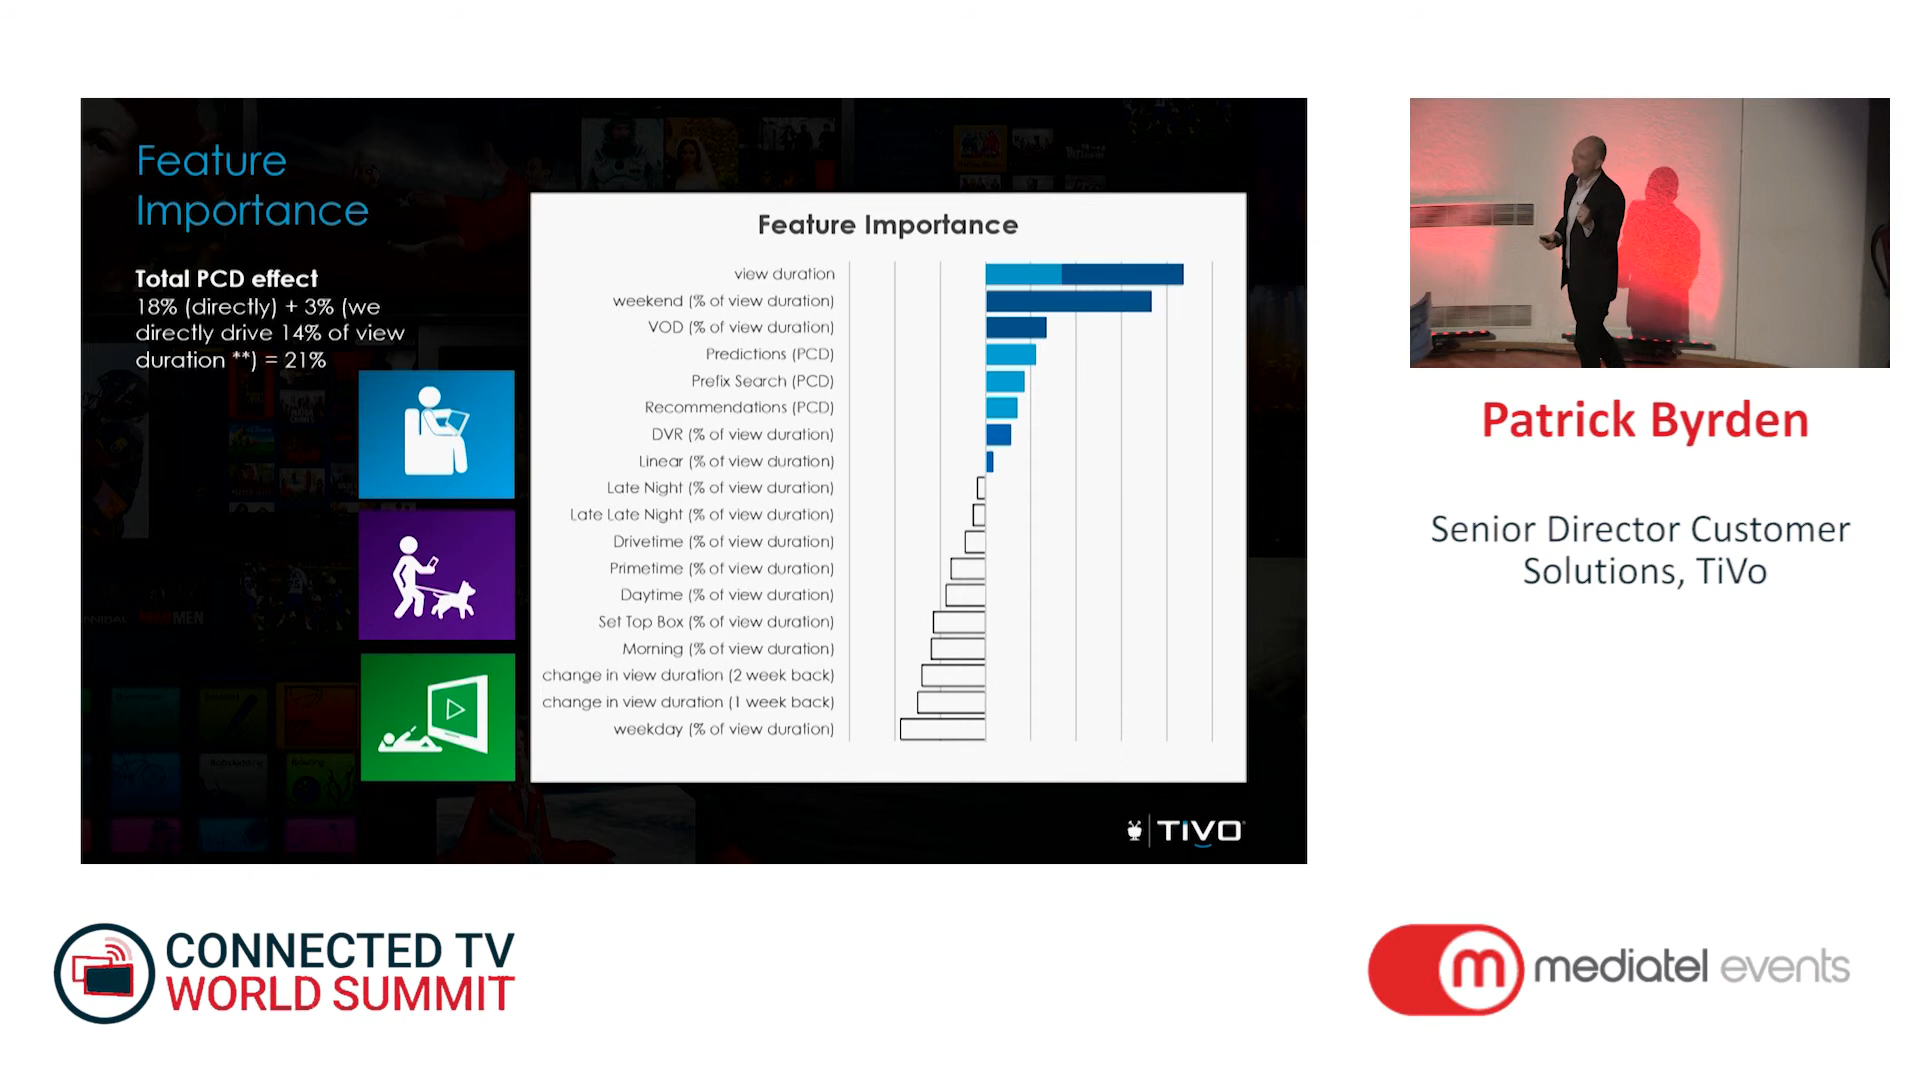 Feature
Importance
Total PCD effect
18% (directly) + 3% (we
directly drive 14% of view
duration **) = 21%
Feature Importance
view duration
weekend (% of view duration)
VOD (% of view duration)
Predictions (PCD)
Prefix Search (PCD)
Recommendations (PCD)
DVR (% of view duration)
Linear (% of view duration)
Late Night (% of view duration)
Late Late Night (% of view duration)
Drivetime (% of view duration)
Primetime (% of view duration)
Daytime (% of view duration)
Set Top Box (% of view duration)
Morning (% of view duration)
change in view duration (2 week back)
change in view duration (1 week back)
weekday (% of view duration)
TiVO
Patrick Byrden
Senior Director Customer
Solutions, TiVo
CONNECTED TV
WORLD SUMMIT
m mediatel events